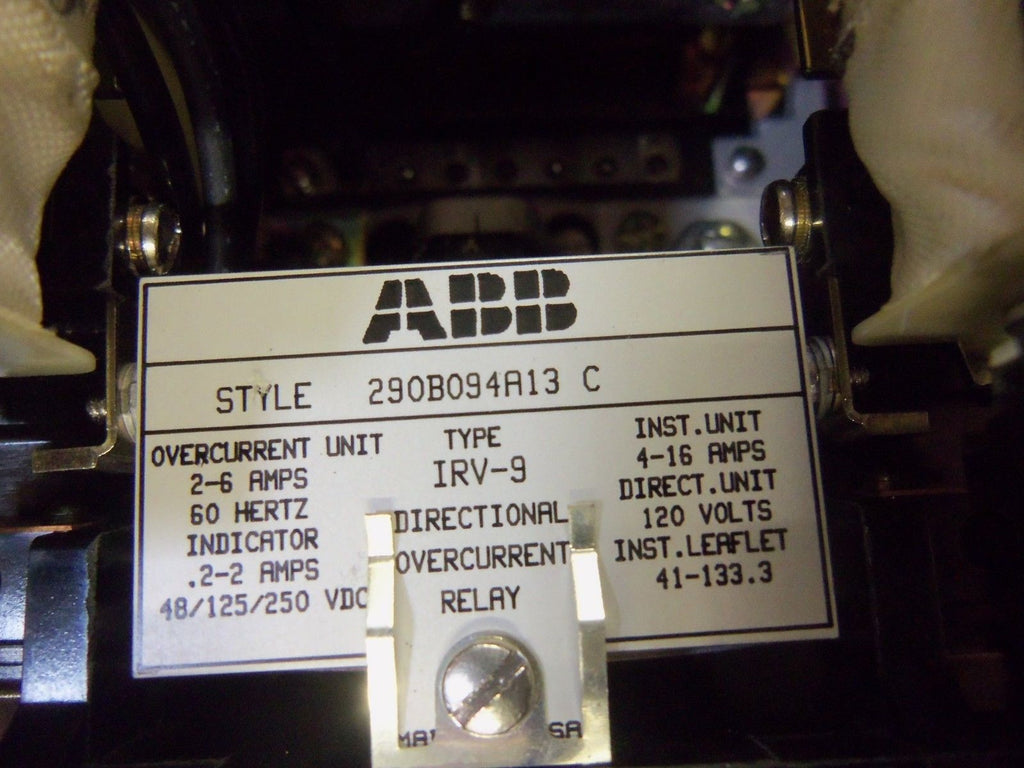 ABB
STYLE 290B094A13 C
OVERCURRENT UNIT
2-6 AMPS
60 HERTZ
INDICATOR
.2-2 AMPS
48/125/250 VDC
TYPE
IRV-9
DIRECTIONAL
OVERCURRENT
RELAY
INST.UNIT
4-16 AMPS
DIRECT.UNIT
120 VOLTS
INST.LEAFLET
41-133.3